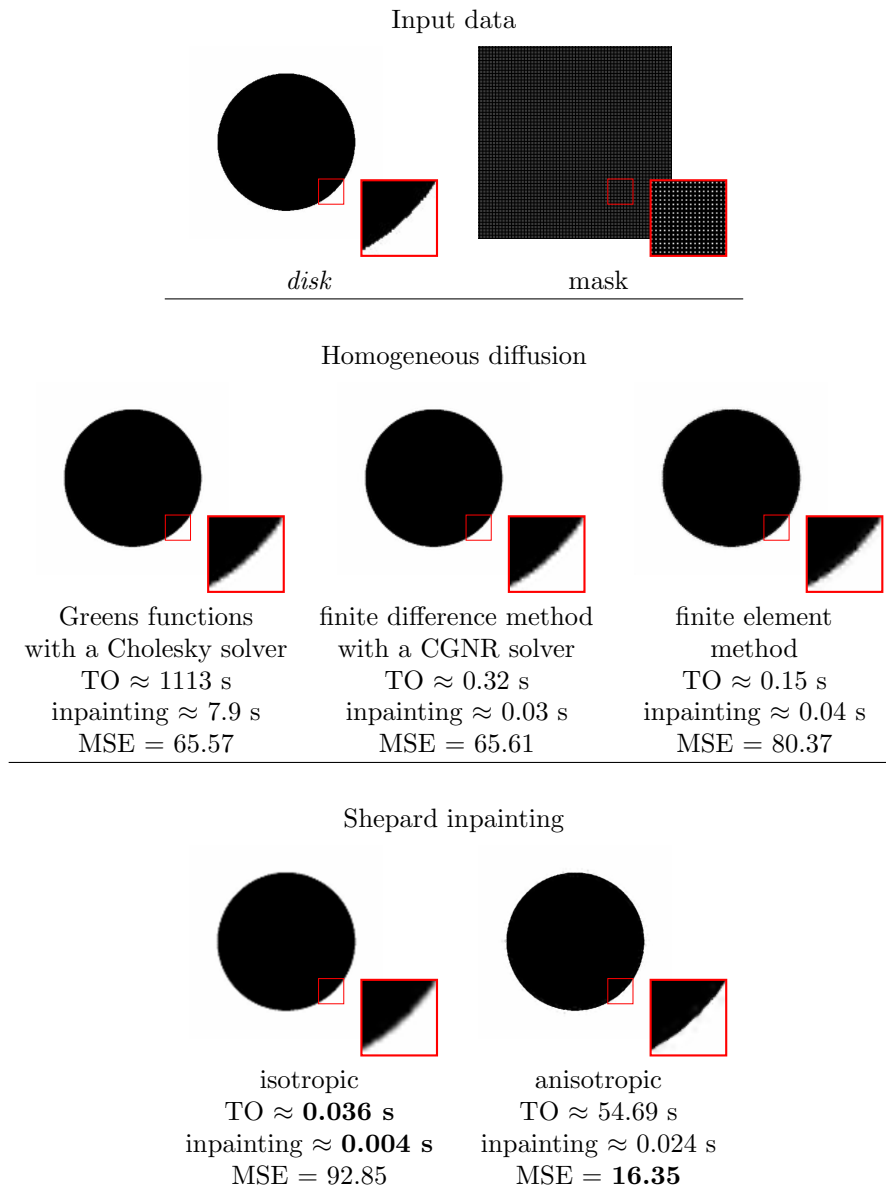 Input data
disk
mask
Homogeneous diffusion
Greens functions
with a Cholesky solver
TO ≈ 1113 s
inpainting ≈ 7.9 s
MSE = 65.57
finite difference method
with a CGNR solver
TO ≈ 0.32 s
inpainting ≈ 0.03 s
MSE = 65.61
finite element
method
TO ≈ 0.15 s
inpainting ≈ 0.04 s
MSE = 80.37
Shepard inpainting
isotropic
TO ≈ 0.036 s
inpainting ≈ 0.004 s
MSE = 92.85
anisotropic
TO ≈ 54.69 s
inpainting ≈ 0.024 s
MSE = 16.35